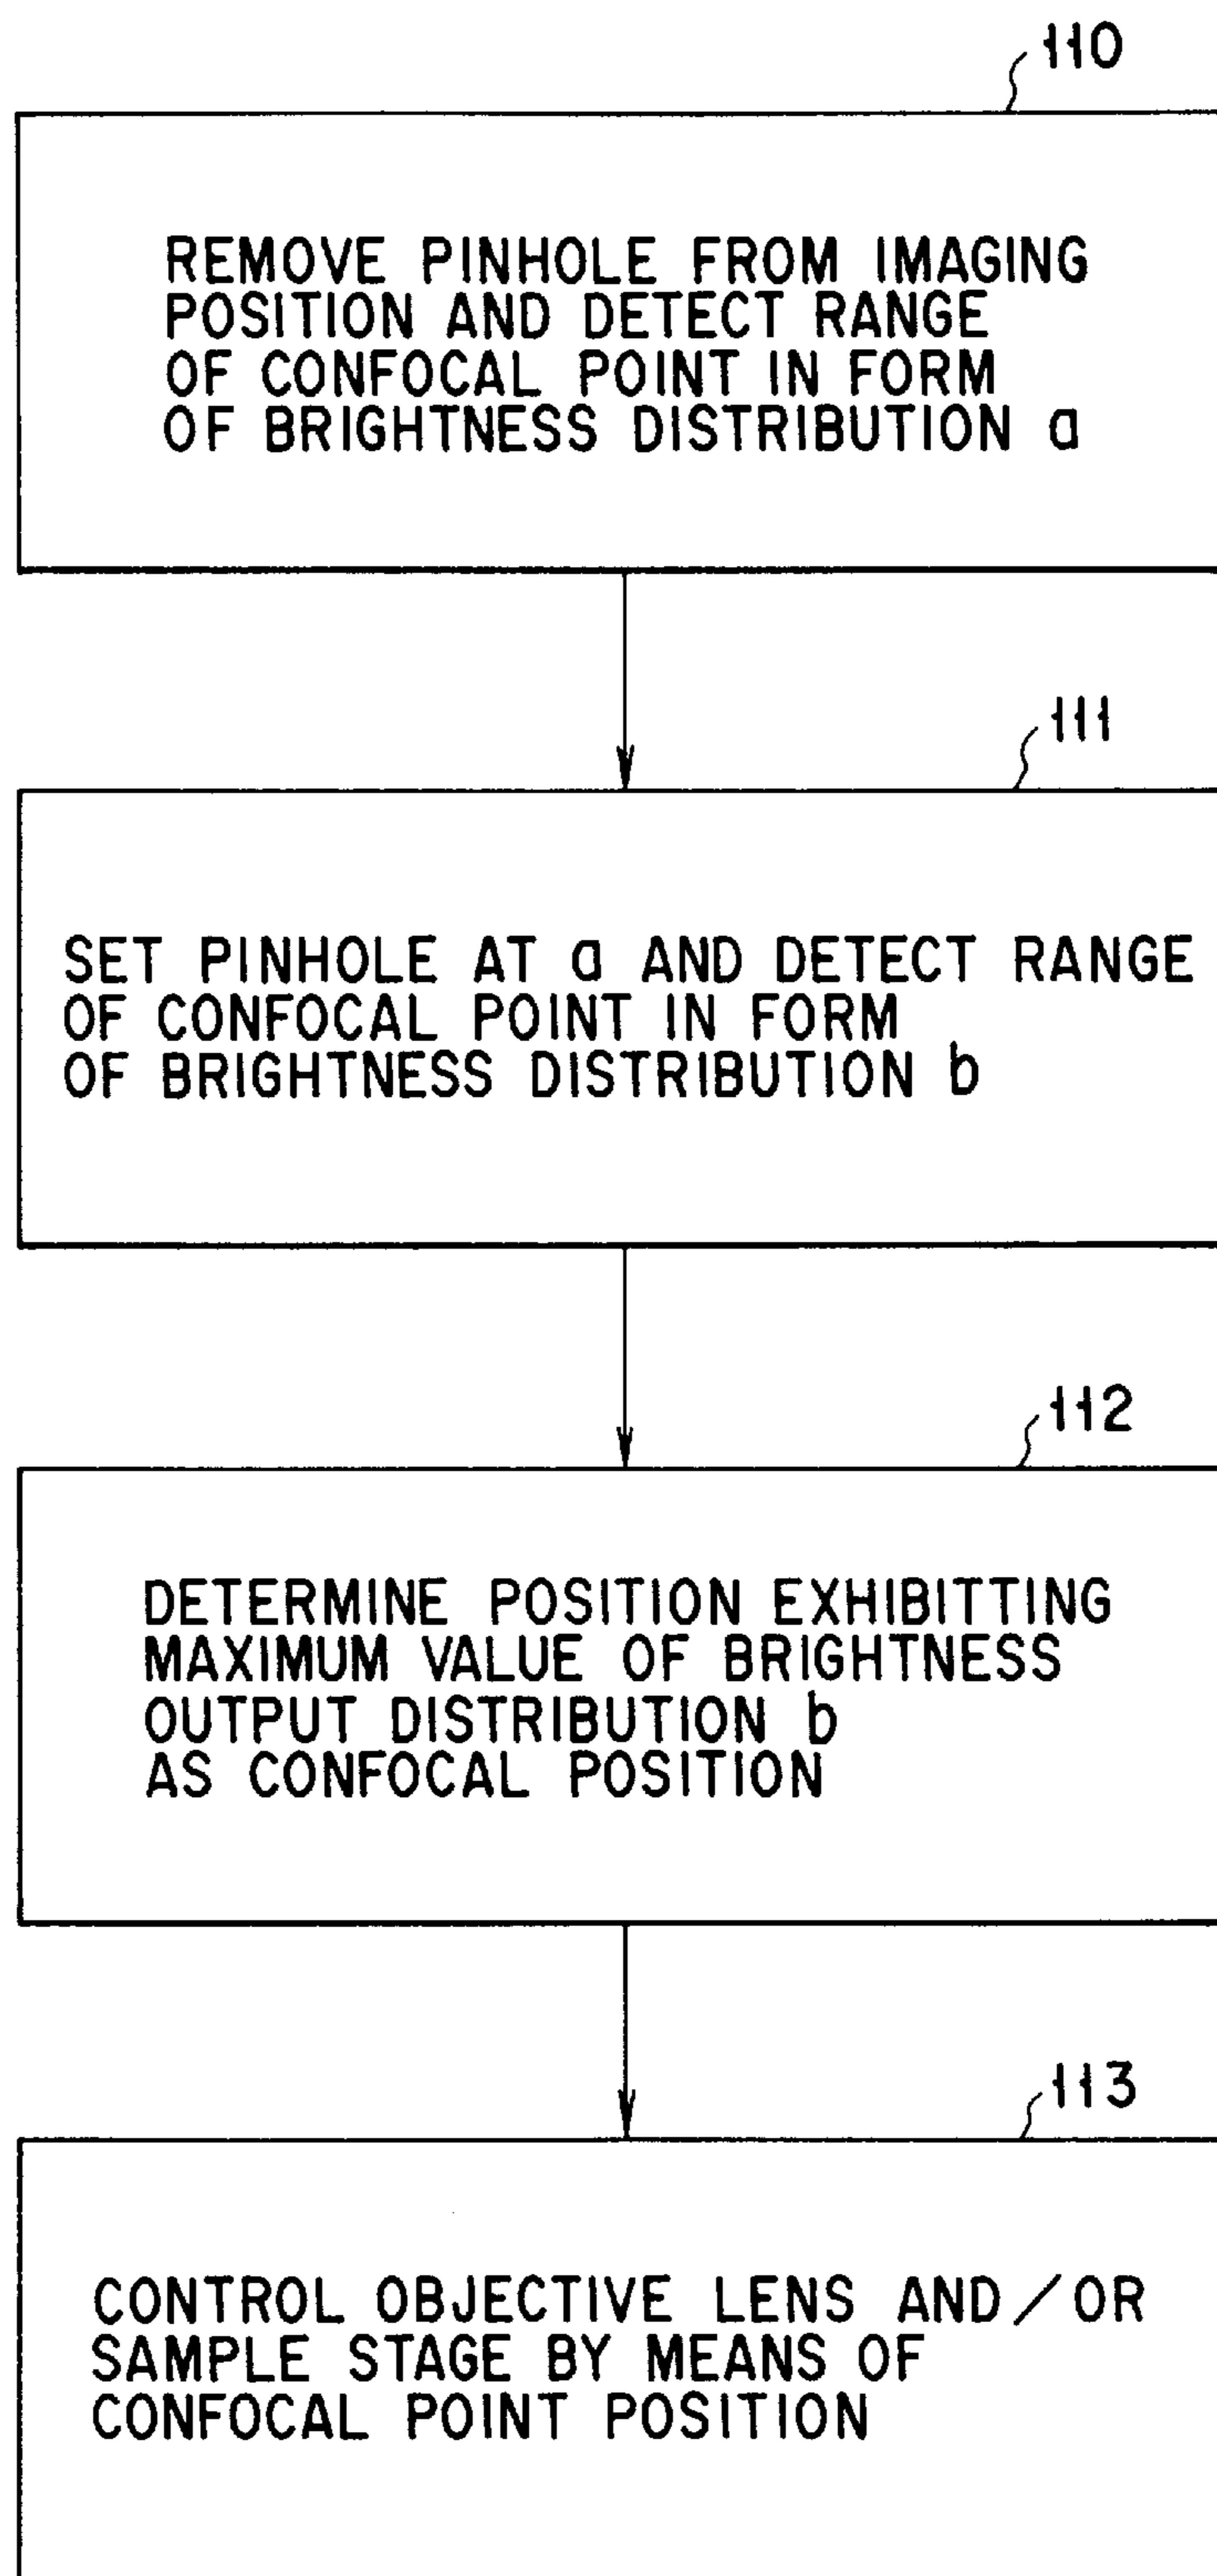 110
REMOVE PINHOLE FROM IMAGING
POSITION AND DETECT RANGE
OF CONFOCAL POINT IN FORM
OF BRIGHTNESS DISTRIBUTION a
111
SET PINHOLE AT a AND DETECT RANGE
OF CONFOCAL POINT IN FORM
OF BRIGHTNESS DISTRIBUTION b
112
DETERMINE POSITION EXHIBITTING
MAXIMUM VALUE OF BRIGHTNESS
OUTPUT DISTRIBUTION b
AS CONFOCAL POSITION
113
CONTROL OBJECTIVE LENS AND/OR
SAMPLE STAGE BY MEANS OF
CONFOCAL POINT POSITION